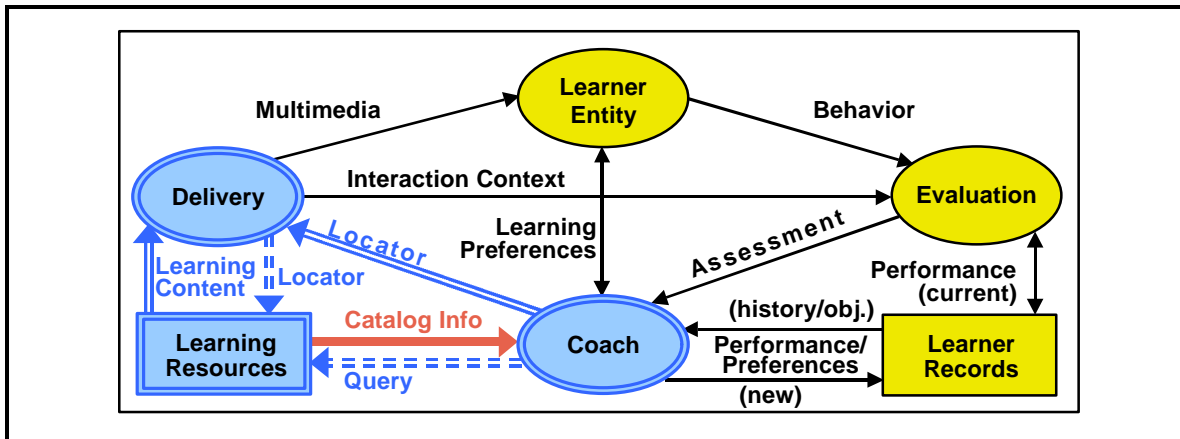 Learner
Entity
Multimedia
Behavior
Delivery
Interaction Context
Evaluation
Learning
Preferences
Locator
Assessment
Learning
Content
Locator
Performance
(current)
(history/obj.)
Catalog Info
Learning
Resources
Coach
Performance/
Preferences
Learner
Records
Query
(new)